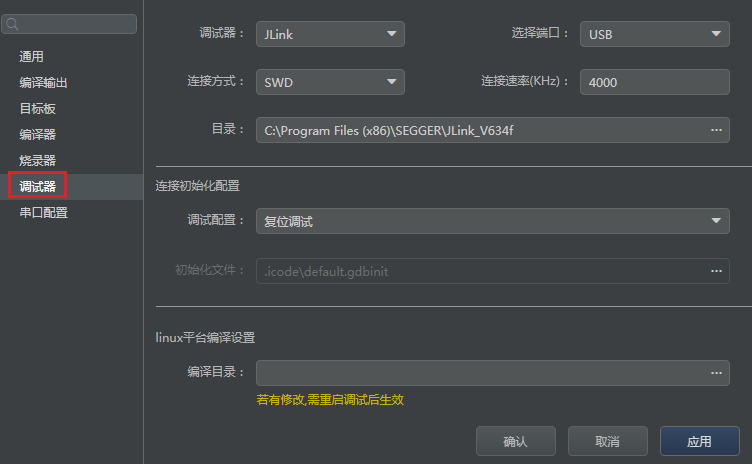 通用
编译输出
目标板
编译器
烧录器
调试器
串口配置
调试器： JLink 选择端口： USB
连接方式： SWD 连接速率(KHz)： 4000
目录： C:\Program Files (x86)\SEGGER\JLink_V634f ...
连接初始化配置
调试配置： 复位调试
初始化文件： .icode\default.gdbinit ...
linux平台编译设置
编译目录： ...
若有修改,需重启调试后生效
确认 取消 应用